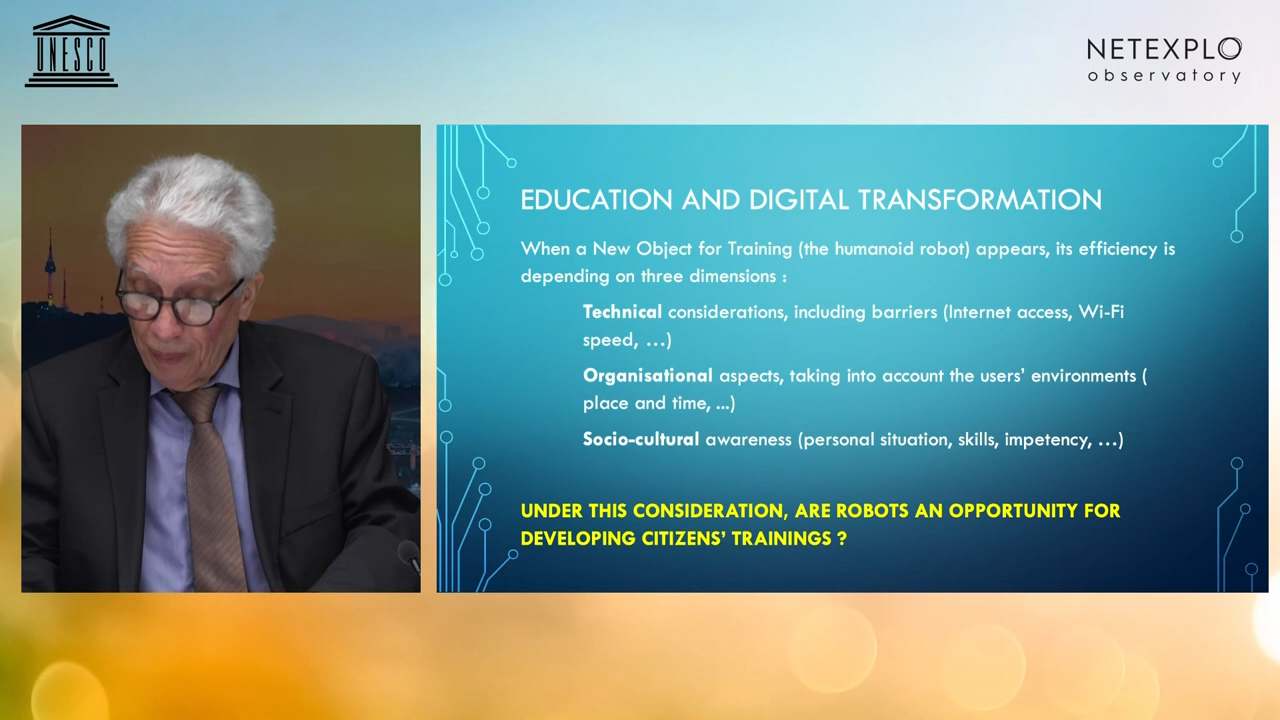 UNESCO
NETEXPLO
observatory
EDUCATION AND DIGITAL TRANSFORMATION
When a New Object for Training (the humanoid robot) appears, its efficiency is
depending on three dimensions :
Technical considerations, including barriers (Internet access, Wi-Fi
speed, …)
Organisational aspects, taking into account the users’ environments (
place and time, ...)
Socio-cultural awareness (personal situation, skills, impetency, …)
UNDER THIS CONSIDERATION, ARE ROBOTS AN OPPORTUNITY FOR
DEVELOPING CITIZENS’ TRAININGS ?